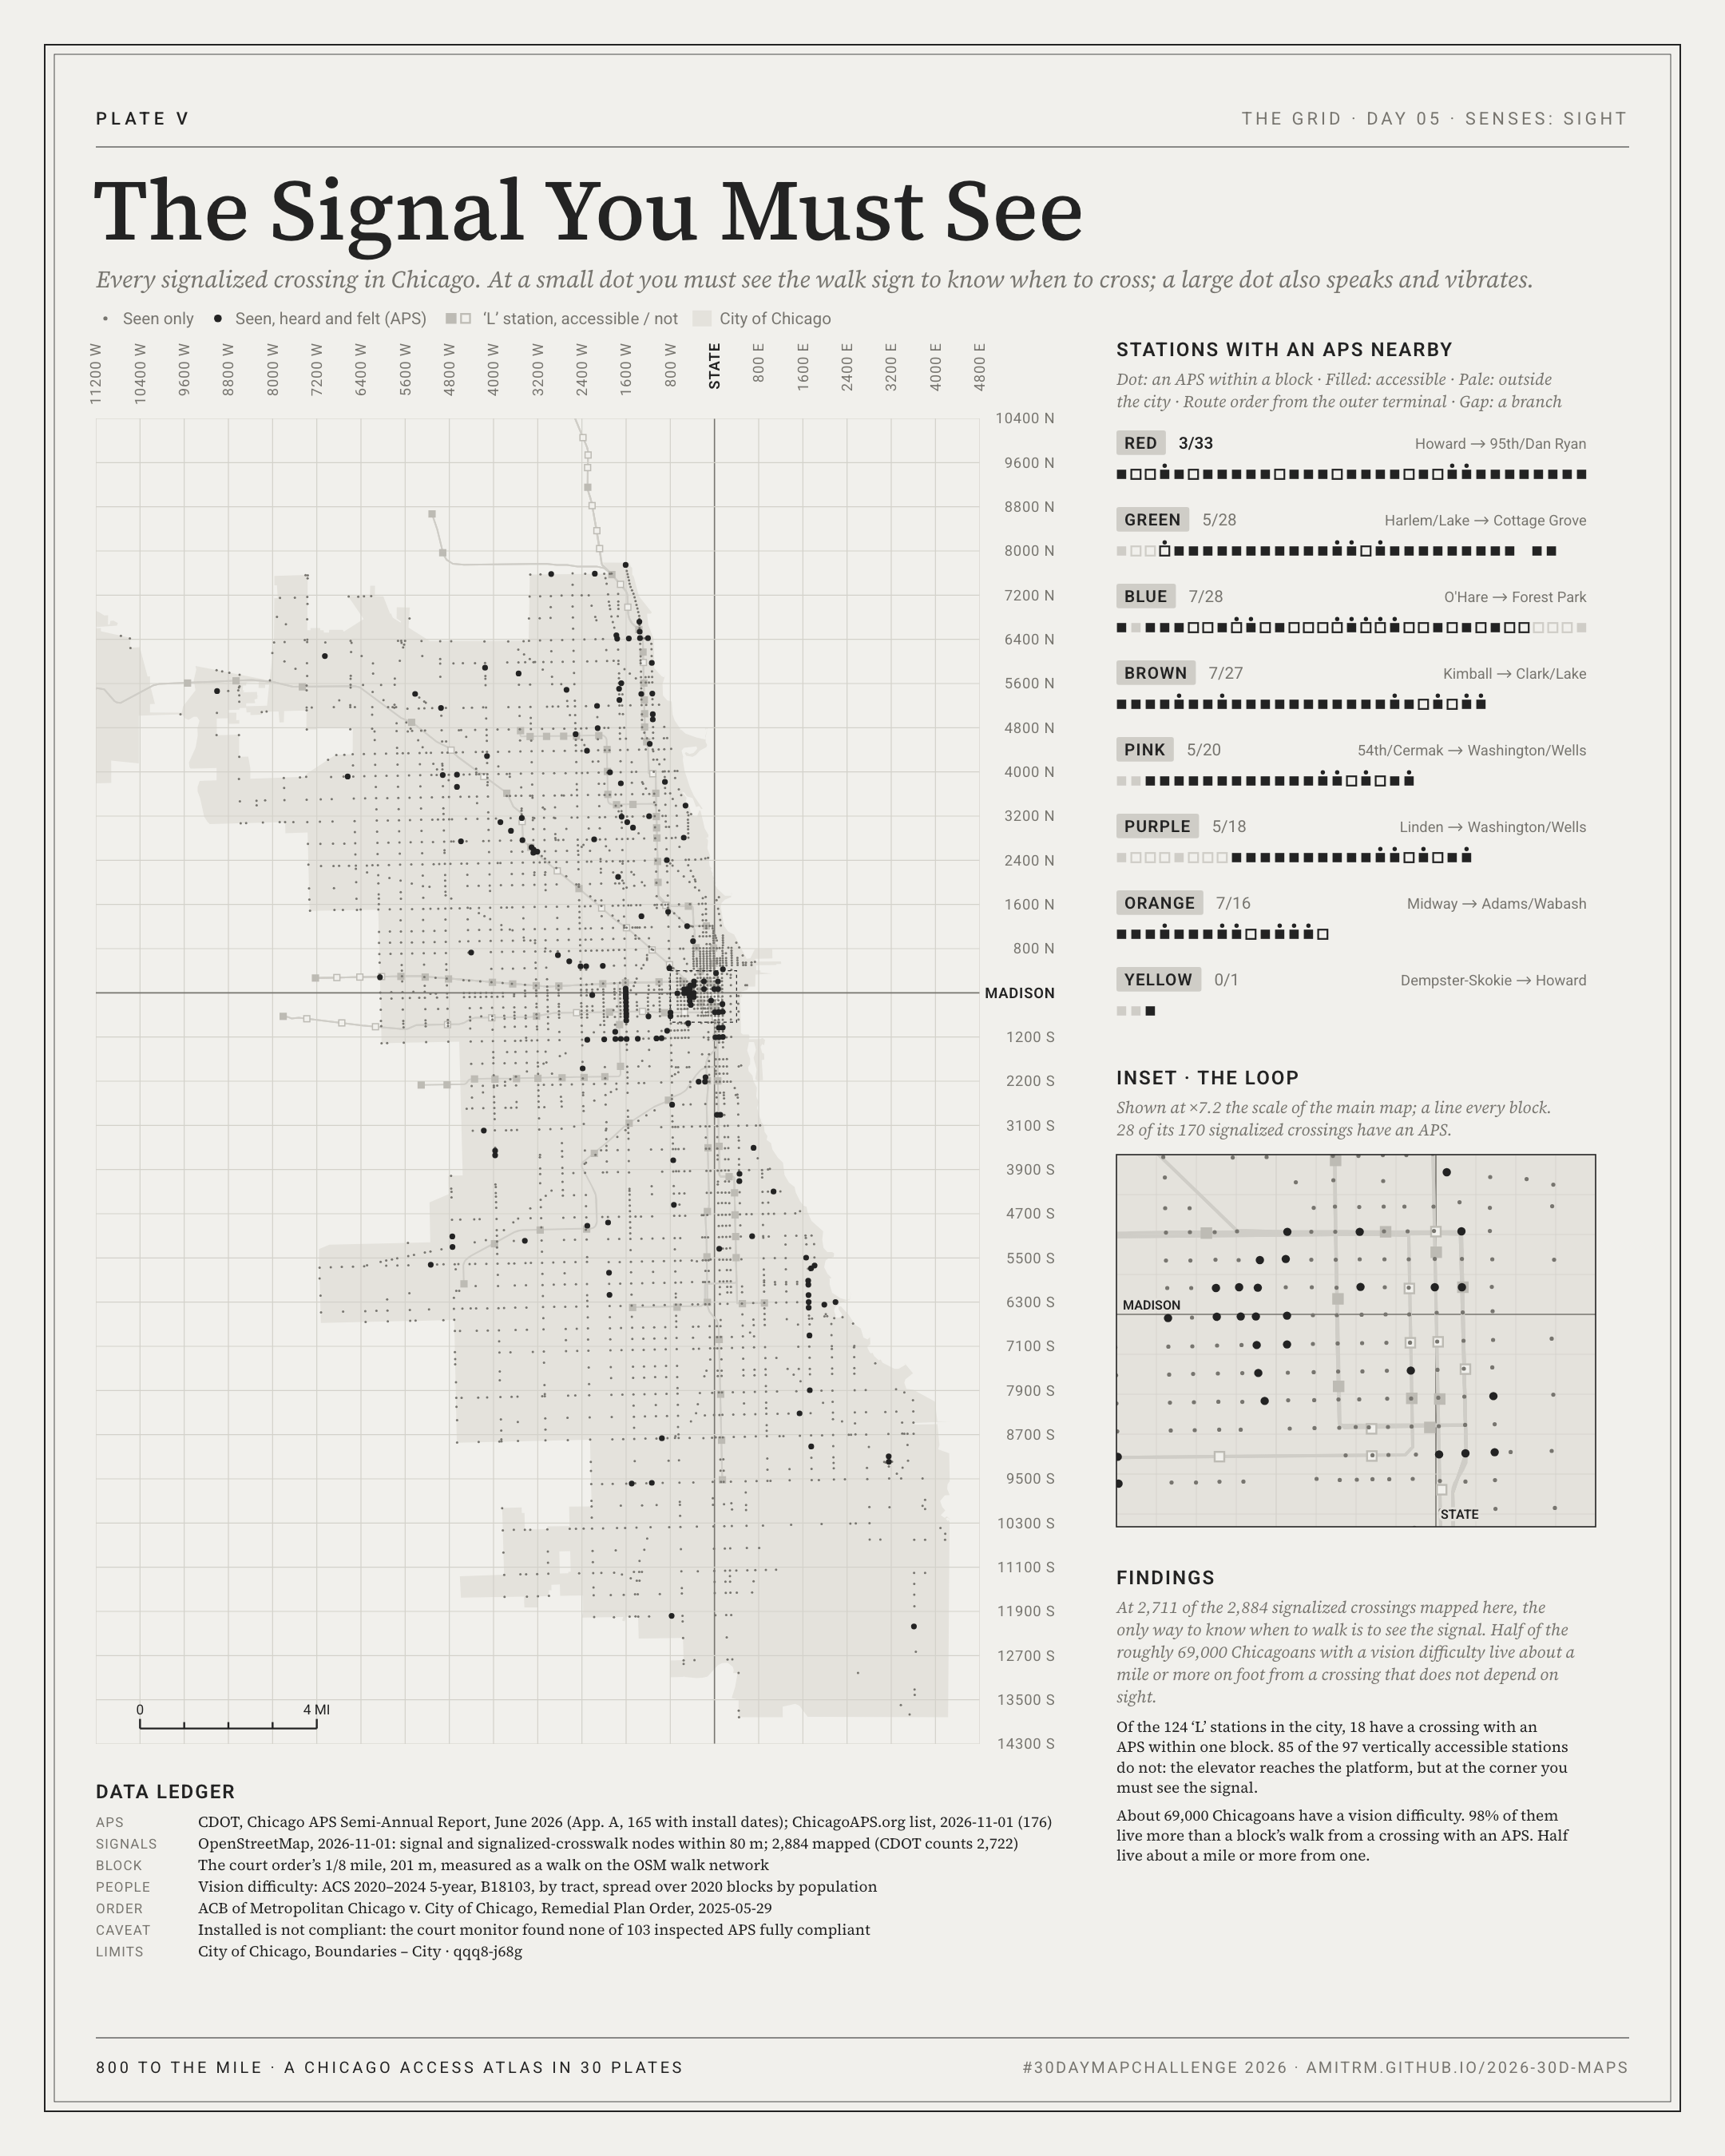 PLATE V
THE GRID · DAY 05 · SENSES: SIGHT
The Signal You Must See
Every signalized crossing in Chicago. At a small dot you must see the walk sign to know when to cross; a large dot also speaks and vibrates.
Seen only
Seen, heard and felt (APS)
‘L’ station, accessible / not
City of Chicago
11200 W
10400 W
9600 W
8800 W
8000 W
7200 W
6400 W
5600 W
4800 W
4000 W
3200 W
2400 W
1600 W
800 W
STATE
800 E
1600 E
2400 E
3200 E
4000 E
4800 E
10400 N
9600 N
8800 N
8000 N
7200 N
6400 N
5600 N
4800 N
4000 N
3200 N
2400 N
1600 N
800 N
MADISON
1200 S
2200 S
3100 S
3900 S
4700 S
5500 S
6300 S
7100 S
7900 S
8700 S
9500 S
10300 S
11100 S
11900 S
12700 S
13500 S
14300 S
0
4 MI
STATIONS WITH AN APS NEARBY
Dot: an APS within a block · Filled: accessible · Pale: outside
the city · Route order from the outer terminal · Gap: a branch
RED 3/33 Howard → 95th/Dan Ryan
GREEN 5/28 Harlem/Lake → Cottage Grove
BLUE 7/28 O'Hare → Forest Park
BROWN 7/27 Kimball → Clark/Lake
PINK 5/20 54th/Cermak → Washington/Wells
PURPLE 5/18 Linden → Washington/Wells
ORANGE 7/16 Midway → Adams/Wabash
YELLOW 0/1 Dempster-Skokie → Howard
INSET · THE LOOP
Shown at ×7.2 the scale of the main map; a line every block.
28 of its 170 signalized crossings have an APS.
MADISON
STATE
FINDINGS
At 2,711 of the 2,884 signalized crossings mapped here, the
only way to know when to walk is to see the signal. Half of the
roughly 69,000 Chicagoans with a vision difficulty live about a
mile or more on foot from a crossing that does not depend on
sight.
Of the 124 ‘L’ stations in the city, 18 have a crossing with an
APS within one block. 85 of the 97 vertically accessible stations
do not: the elevator reaches the platform, but at the corner you
must see the signal.
About 69,000 Chicagoans have a vision difficulty. 98% of them
live more than a block’s walk from a crossing with an APS. Half
live about a mile or more from one.
DATA LEDGER
APS CDOT, Chicago APS Semi-Annual Report, June 2026 (App. A, 165 with install dates); ChicagoAPS.org list, 2026-11-01 (176)
SIGNALS OpenStreetMap, 2026-11-01: signal and signalized-crosswalk nodes within 80 m; 2,884 mapped (CDOT counts 2,722)
BLOCK The court order’s 1/8 mile, 201 m, measured as a walk on the OSM walk network
PEOPLE Vision difficulty: ACS 2020–2024 5-year, B18103, by tract, spread over 2020 blocks by population
ORDER ACB of Metropolitan Chicago v. City of Chicago, Remedial Plan Order, 2025-05-29
CAVEAT Installed is not compliant: the court monitor found none of 103 inspected APS fully compliant
LIMITS City of Chicago, Boundaries – City · qqq8-j68g
800 TO THE MILE · A CHICAGO ACCESS ATLAS IN 30 PLATES
#30DAYMAPCHALLENGE 2026 · AMITRM.GITHUB.IO/2026-30D-MAPS